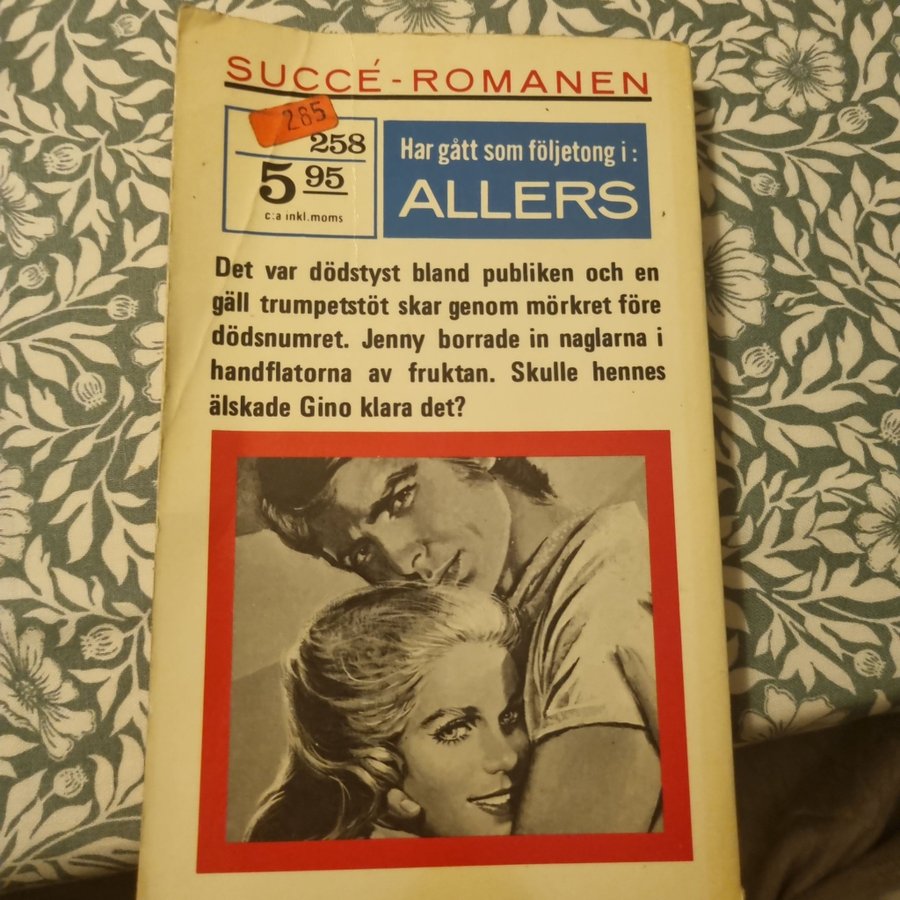 SUCCÉ-ROMANEN
285
258
5 95
c:a inkl.moms
Har gått som följetong i:
ALLERS
Det var dödstyst bland publiken och en
gäll trumpetstöt skar genom mörkret före
dödsnumret. Jenny borrade in naglarna i
handflatorna av fruktan. Skulle hennes
älskade Gino klara det?